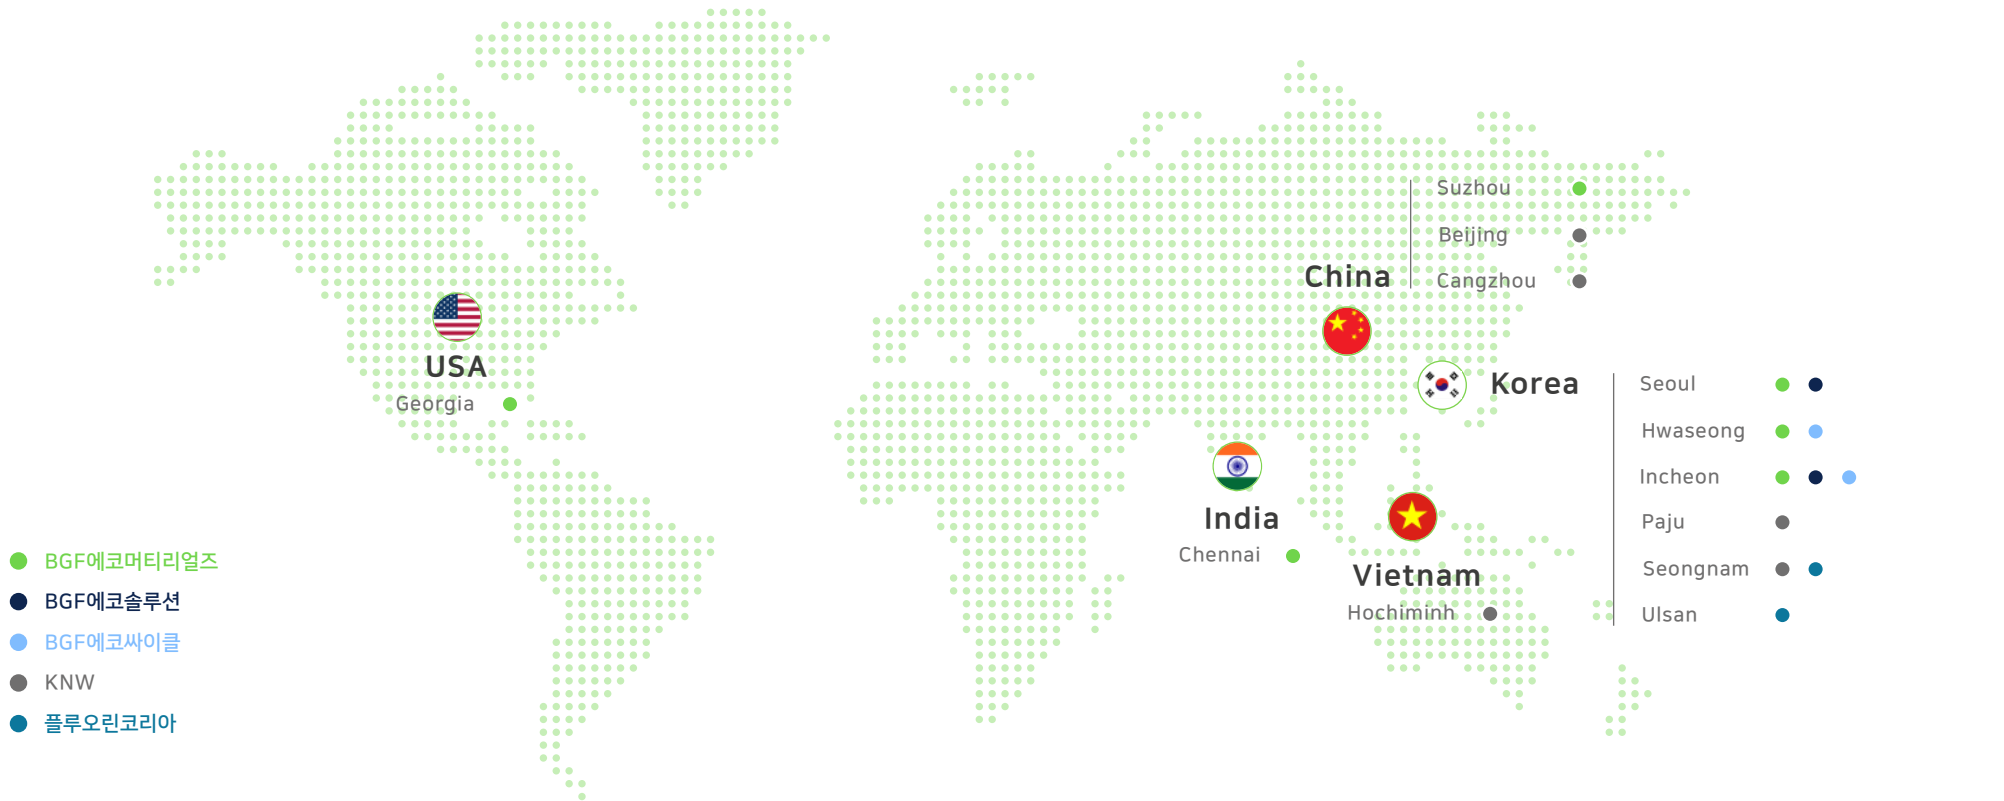 USA
Georgia
China
Suzhou
Beijing
Cangzhou
Korea
Seoul
Hwaseong
Incheon
Paju
Seongnam
Ulsan
India
Chennai
Vietnam
Hochiminh
BGF에코머티리얼즈
BGF에코솔루션
BGF에코싸이클
KNW
플루오린코리아